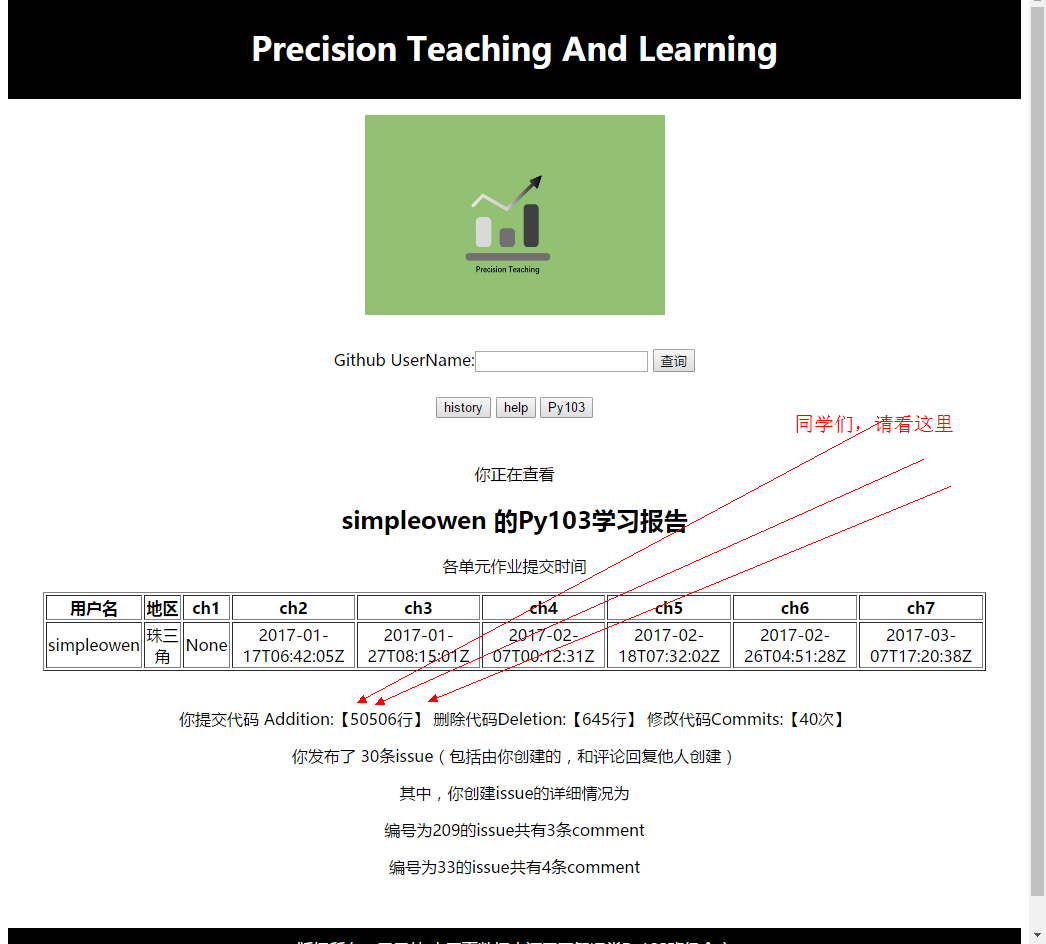 Precision Teaching And Learning
Precision Teaching
Github UserName: 查询
history help Py103
同学们，请看这里
你正在查看
simpleowen 的Py103学习报告
各单元作业提交时间
用户名 地区 ch1 ch2 ch3 ch4 ch5 ch6 ch7
simpleowen 珠三角 None 2017-01-17T06:42:05Z 2017-01-27T08:15:01Z 2017-02-07T00:12:31Z 2017-02-18T07:32:02Z 2017-02-26T04:51:28Z 2017-03-07T17:20:38Z
你提交代码 Addition:【50506行】 删除代码Deletion:【645行】 修改代码Commits:【40次】
你发布了 30条issue（包括由你创建的，和评论回复他人创建）
其中，你创建issue的详细情况为
编号为209的issue共有3条comment
编号为33的issue共有4条comment